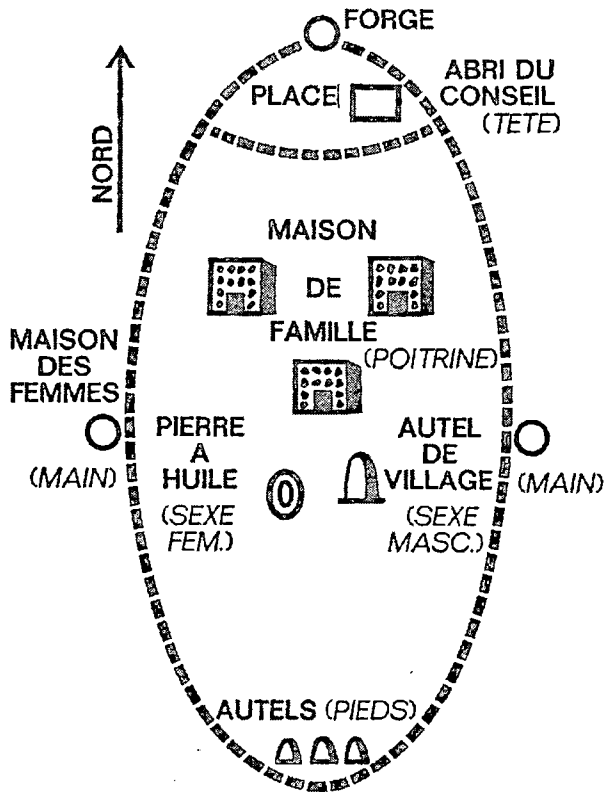 FORGE
PLACE
ABRI DU
CONSEIL
(TETE)
NORD
MAISON
DE
FAMILLE
(POITRINE)
MAISON
DES
FEMMES
(MAIN)
PIERRE
A
HUILE
(SEXE
FEM.)
AUTEL
DE
VILLAGE
(SEXE
MASC.)
(MAIN)
AUTELS (PIEDS)